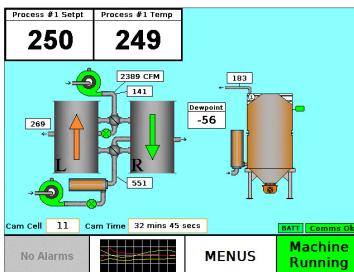 Process #1 Setpt
250
Process #1 Temp
249
2389 CFM
141
183
Dewpoint
-56
269
L
R
551
Cam Cell 11 Cam Time 32 mins 45 secs
BATT Comms Ok
No Alarms
MENUS
Machine
Running